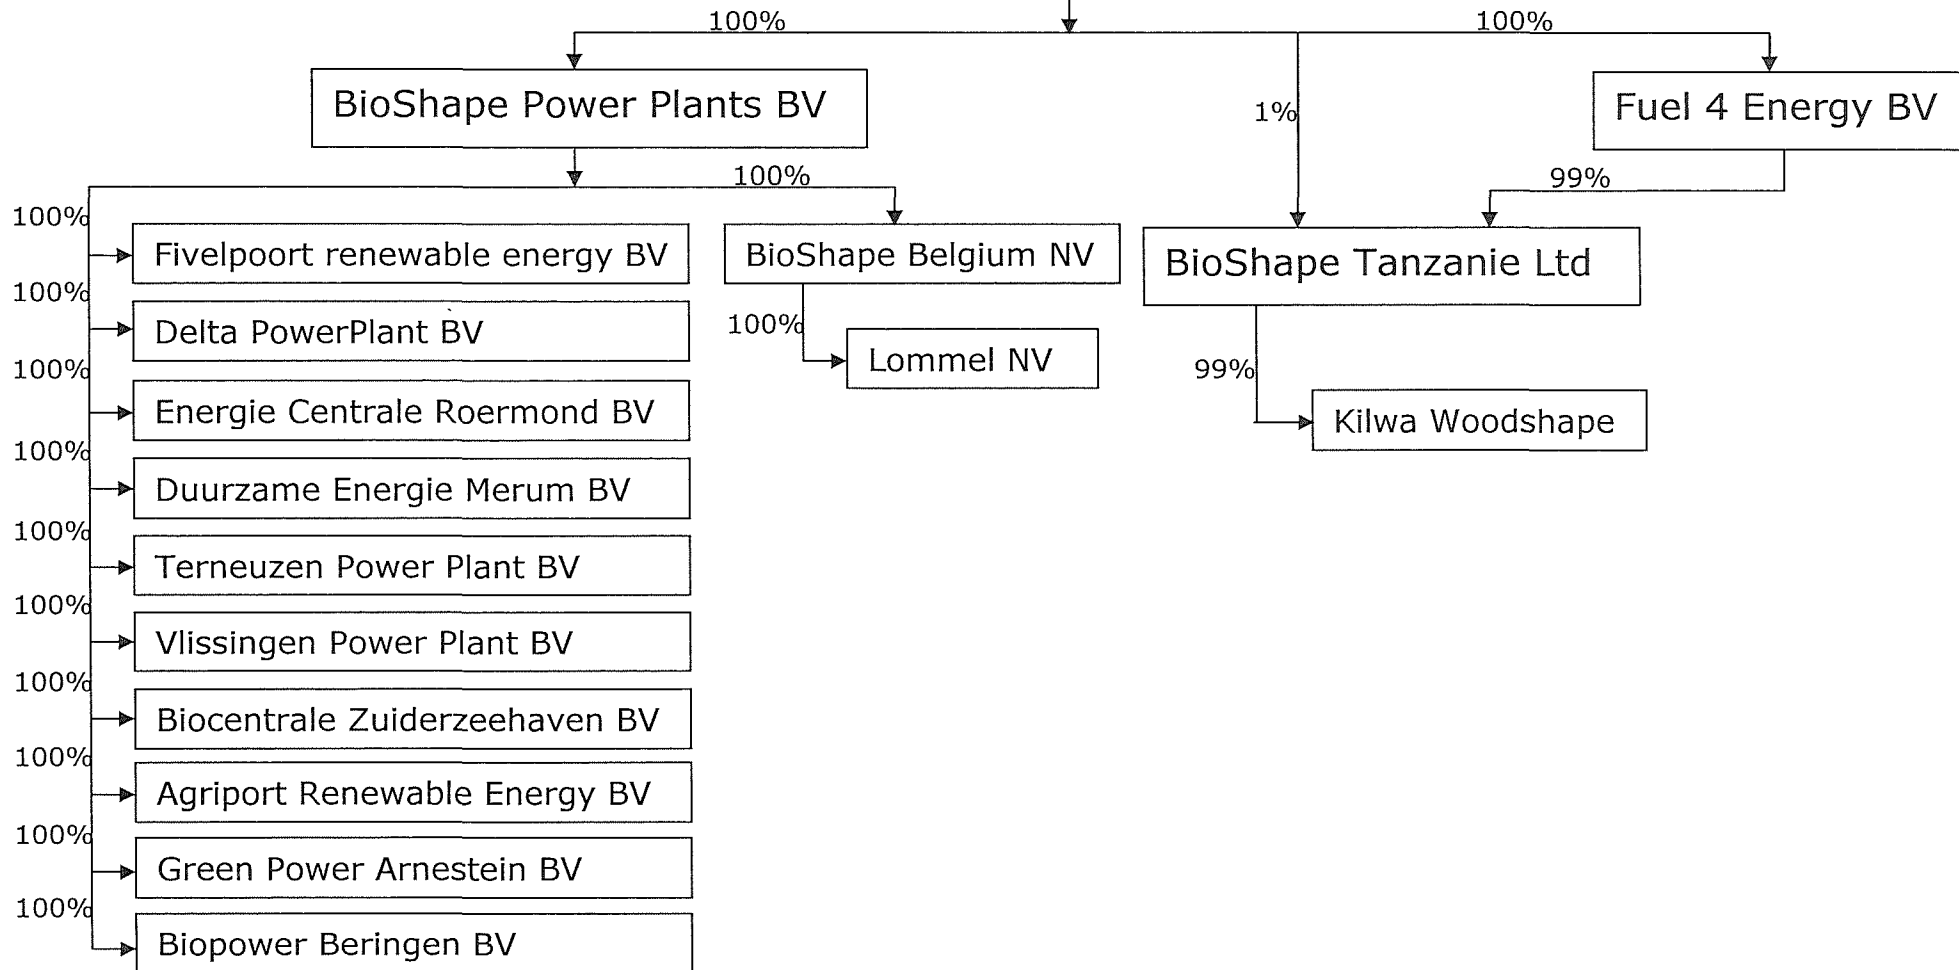 100%
100%
BioShape Power Plants BV
1%
Fuel 4 Energy BV
100%
99%
100%
Fivelpoort renewable energy BV
BioShape Belgium NV
BioShape Tanzanie Ltd
100%
Delta PowerPlant BV
100%
Lommel NV
100%
99%
Energie Centrale Roermond BV
Kilwa Woodshape
100%
Duurzame Energie Merum BV
100%
Terneuzen Power Plant BV
100%
Vlissingen Power Plant BV
100%
Biocentrale Zuiderzeehaven BV
100%
Agriport Renewable Energy BV
100%
Green Power Arnestein BV
100%
Biopower Beringen BV